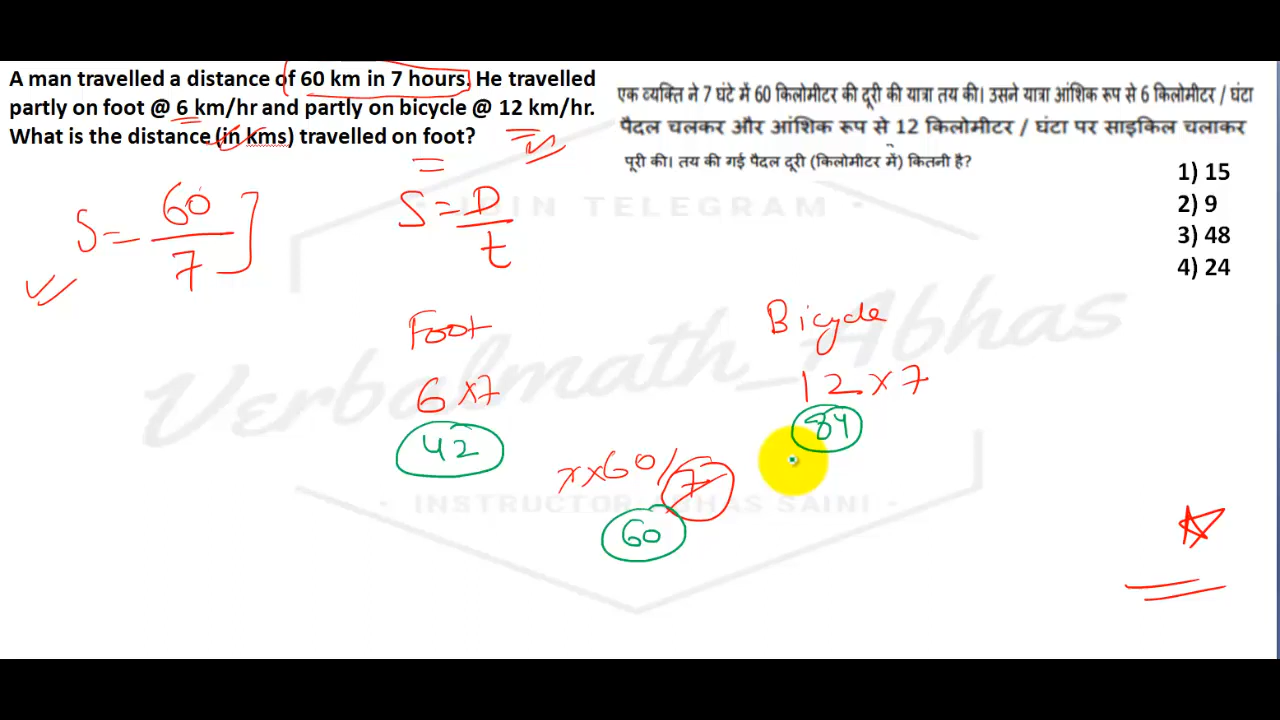 A man travelled a distance of 60 km in 7 hours. He travelled
partly on foot @ 6 km/hr and partly on bicycle @ 12 km/hr.
What is the distance (in kms) travelled on foot?
एक व्यक्ति ने 7 घंटे में 60 किलोमीटर की दूरी की यात्रा तय की। उसने यात्रा आंशिक रूप से 6 किलोमीटर / घंटा
पैदल चलकर और आंशिक रूप से 12 किलोमीटर / घंटा पर साइकिल चलाकर
पूरी की। तय की गई पैदल दूरी (किलोमीटर में) कितनी है?
1) 15
2) 9
3) 48
4) 24
JOIN TELEGRAM
S = 60/7
S = D/t
Foot
Bicycle
6 x7
12 x 7
42
84
x x 60/7
60
Verbalmath_Abhas
INSTRUCTOR ABHAS SAINI